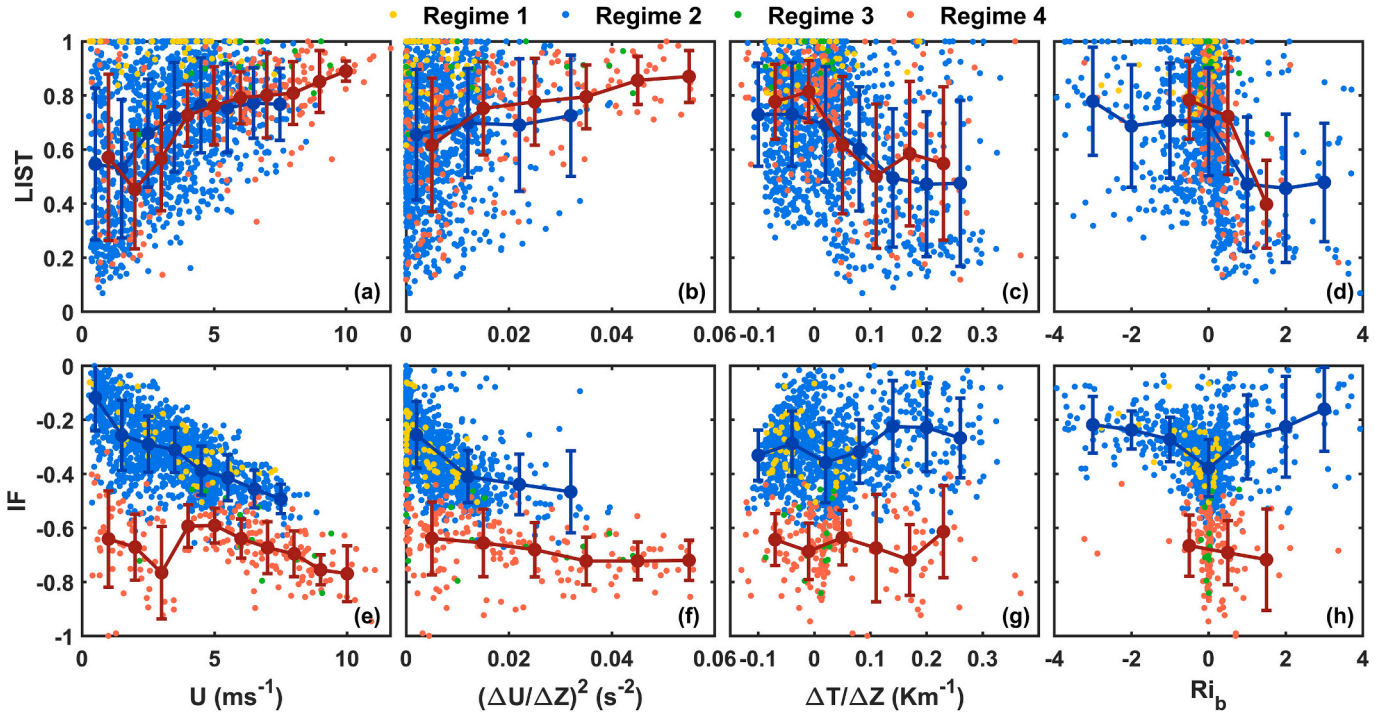 Regime 1 Regime 2 Regime 3 Regime 4
LIST
1
0.8
0.6
0.4
0.2
0
(a) (b) (c) (d)
0 5 10 0 0.02 0.04 0.06 -0.1 0 0.1 0.2 0.3 -4 -2 0 2 4
IF
-0
-0.2
-0.4
-0.6
-0.8
-1
(e) (f) (g) (h)
0 5 10 0 0.02 0.04 0.06 -0.1 0 0.1 0.2 0.3 -4 -2 0 2 4
U (ms⁻¹) (ΔU/ΔZ)² (s⁻²) ΔT/ΔZ (Km⁻¹) Ri_b